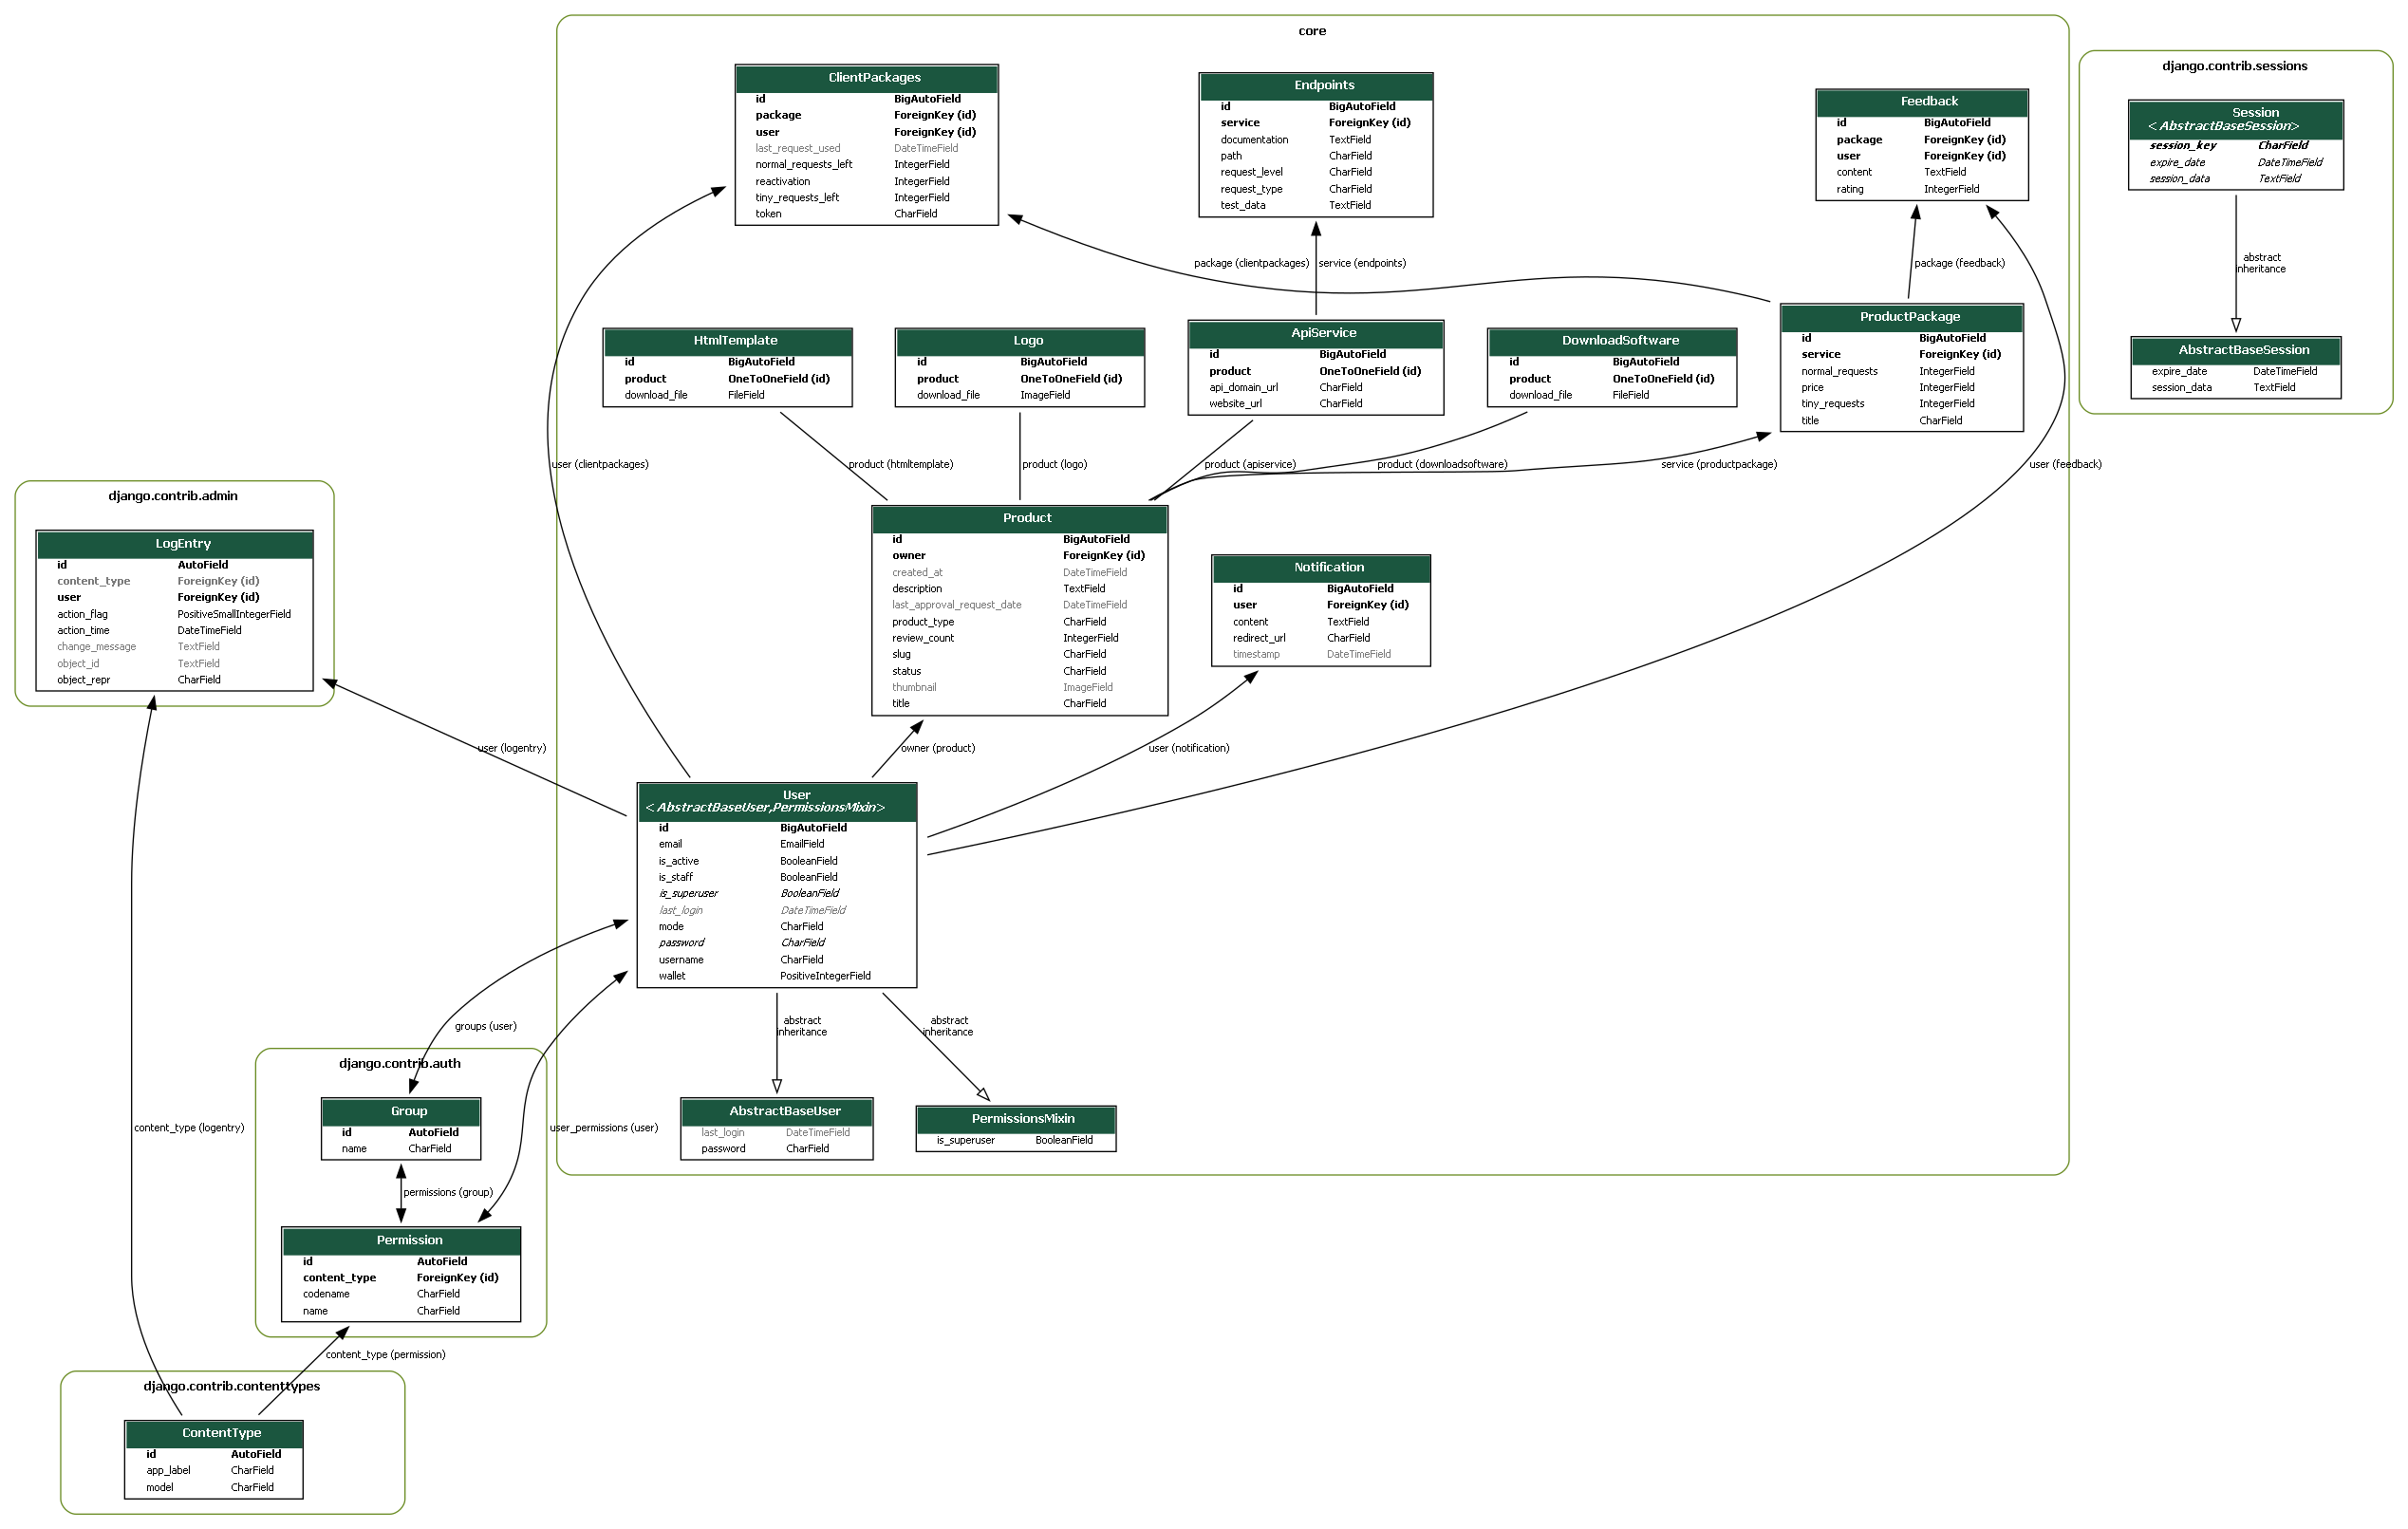 core
ClientPackages
id BigAutoField
package ForeignKey (id)
user ForeignKey (id)
last_request_used DateTimeField
normal_requests_left IntegerField
reactivation IntegerField
tiny_requests_left IntegerField
token CharField
Endpoints
id BigAutoField
service ForeignKey (id)
documentation TextField
path CharField
request_level CharField
request_type CharField
test_data TextField
Feedback
id BigAutoField
package ForeignKey (id)
user ForeignKey (id)
content TextField
rating IntegerField
django.contrib.sessions
Session
<AbstractBaseSession>
session_key CharField
expire_date DateTimeField
session_data TextField
abstract
inheritance
AbstractBaseSession
expire_date DateTimeField
session_data TextField
package (clientpackages)
service (endpoints)
package (feedback)
HtmlTemplate
id BigAutoField
product OneToOneField (id)
download_file FileField
Logo
id BigAutoField
product OneToOneField (id)
download_file ImageField
ApiService
id BigAutoField
product OneToOneField (id)
api_domain_url CharField
website_url CharField
DownloadSoftware
id BigAutoField
product OneToOneField (id)
download_file FileField
ProductPackage
id BigAutoField
service ForeignKey (id)
normal_requests IntegerField
price IntegerField
tiny_requests IntegerField
title CharField
user (clientpackages)
product (htmltemplate)
product (logo)
product (apiservice)
product (downloadsoftware)
service (productpackage)
user (feedback)
django.contrib.admin
LogEntry
id AutoField
content_type ForeignKey (id)
user ForeignKey (id)
action_flag PositiveSmallIntegerField
action_time DateTimeField
change_message TextField
object_id TextField
object_repr CharField
Product
id BigAutoField
owner ForeignKey (id)
created_at DateTimeField
description TextField
last_approval_request_date DateTimeField
product_type CharField
review_count IntegerField
slug CharField
status CharField
thumbnail ImageField
title CharField
Notification
id BigAutoField
user ForeignKey (id)
content TextField
redirect_url CharField
timestamp DateTimeField
user (logentry)
owner (product)
user (notification)
User
<AbstractBaseUser,PermissionsMixin>
id BigAutoField
email EmailField
is_active BooleanField
is_staff BooleanField
is_superuser BooleanField
last_login DateTimeField
mode CharField
password CharField
username CharField
wallet PositiveIntegerField
groups (user)
abstract
inheritance
abstract
inheritance
django.contrib.auth
Group
id AutoField
name CharField
AbstractBaseUser
last_login DateTimeField
password CharField
PermissionsMixin
is_superuser BooleanField
content_type (logentry)
user_permissions (user)
permissions (group)
Permission
id AutoField
content_type ForeignKey (id)
codename CharField
name CharField
content_type (permission)
django.contrib.contenttypes
ContentType
id AutoField
app_label CharField
model CharField